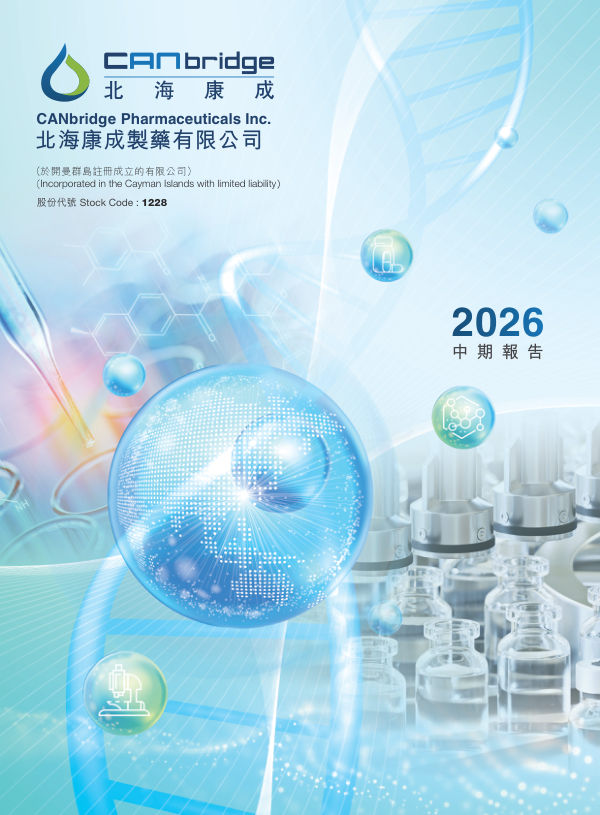 CANbridge
北海康成
CANbridge Pharmaceuticals Inc.
北海康成製藥有限公司
(於開曼群島註冊成立的有限公司)
(Incorporated in the Cayman Islands with limited liability)
股份代號 Stock Code : 1228
2026
中期報告